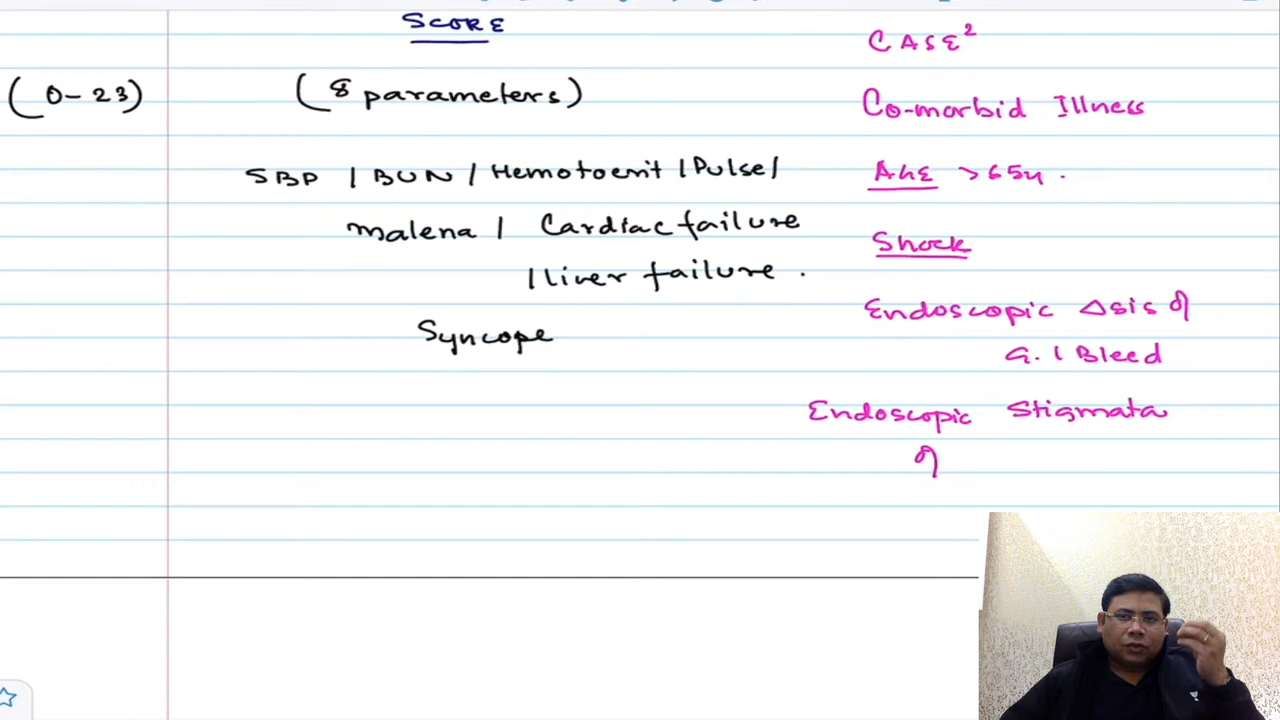 SCORE
(0-23)
(8 parameters)
SBP / BUN / Hemotocrit / Pulse /
Malena / Cardiac failure
/ liver failure.
Syncope
CASE²
Co-morbid Illness
AGE >65y.
Shock
Endoscopic Δsis of
G. I Bleed
Endoscopic Stigmata
of